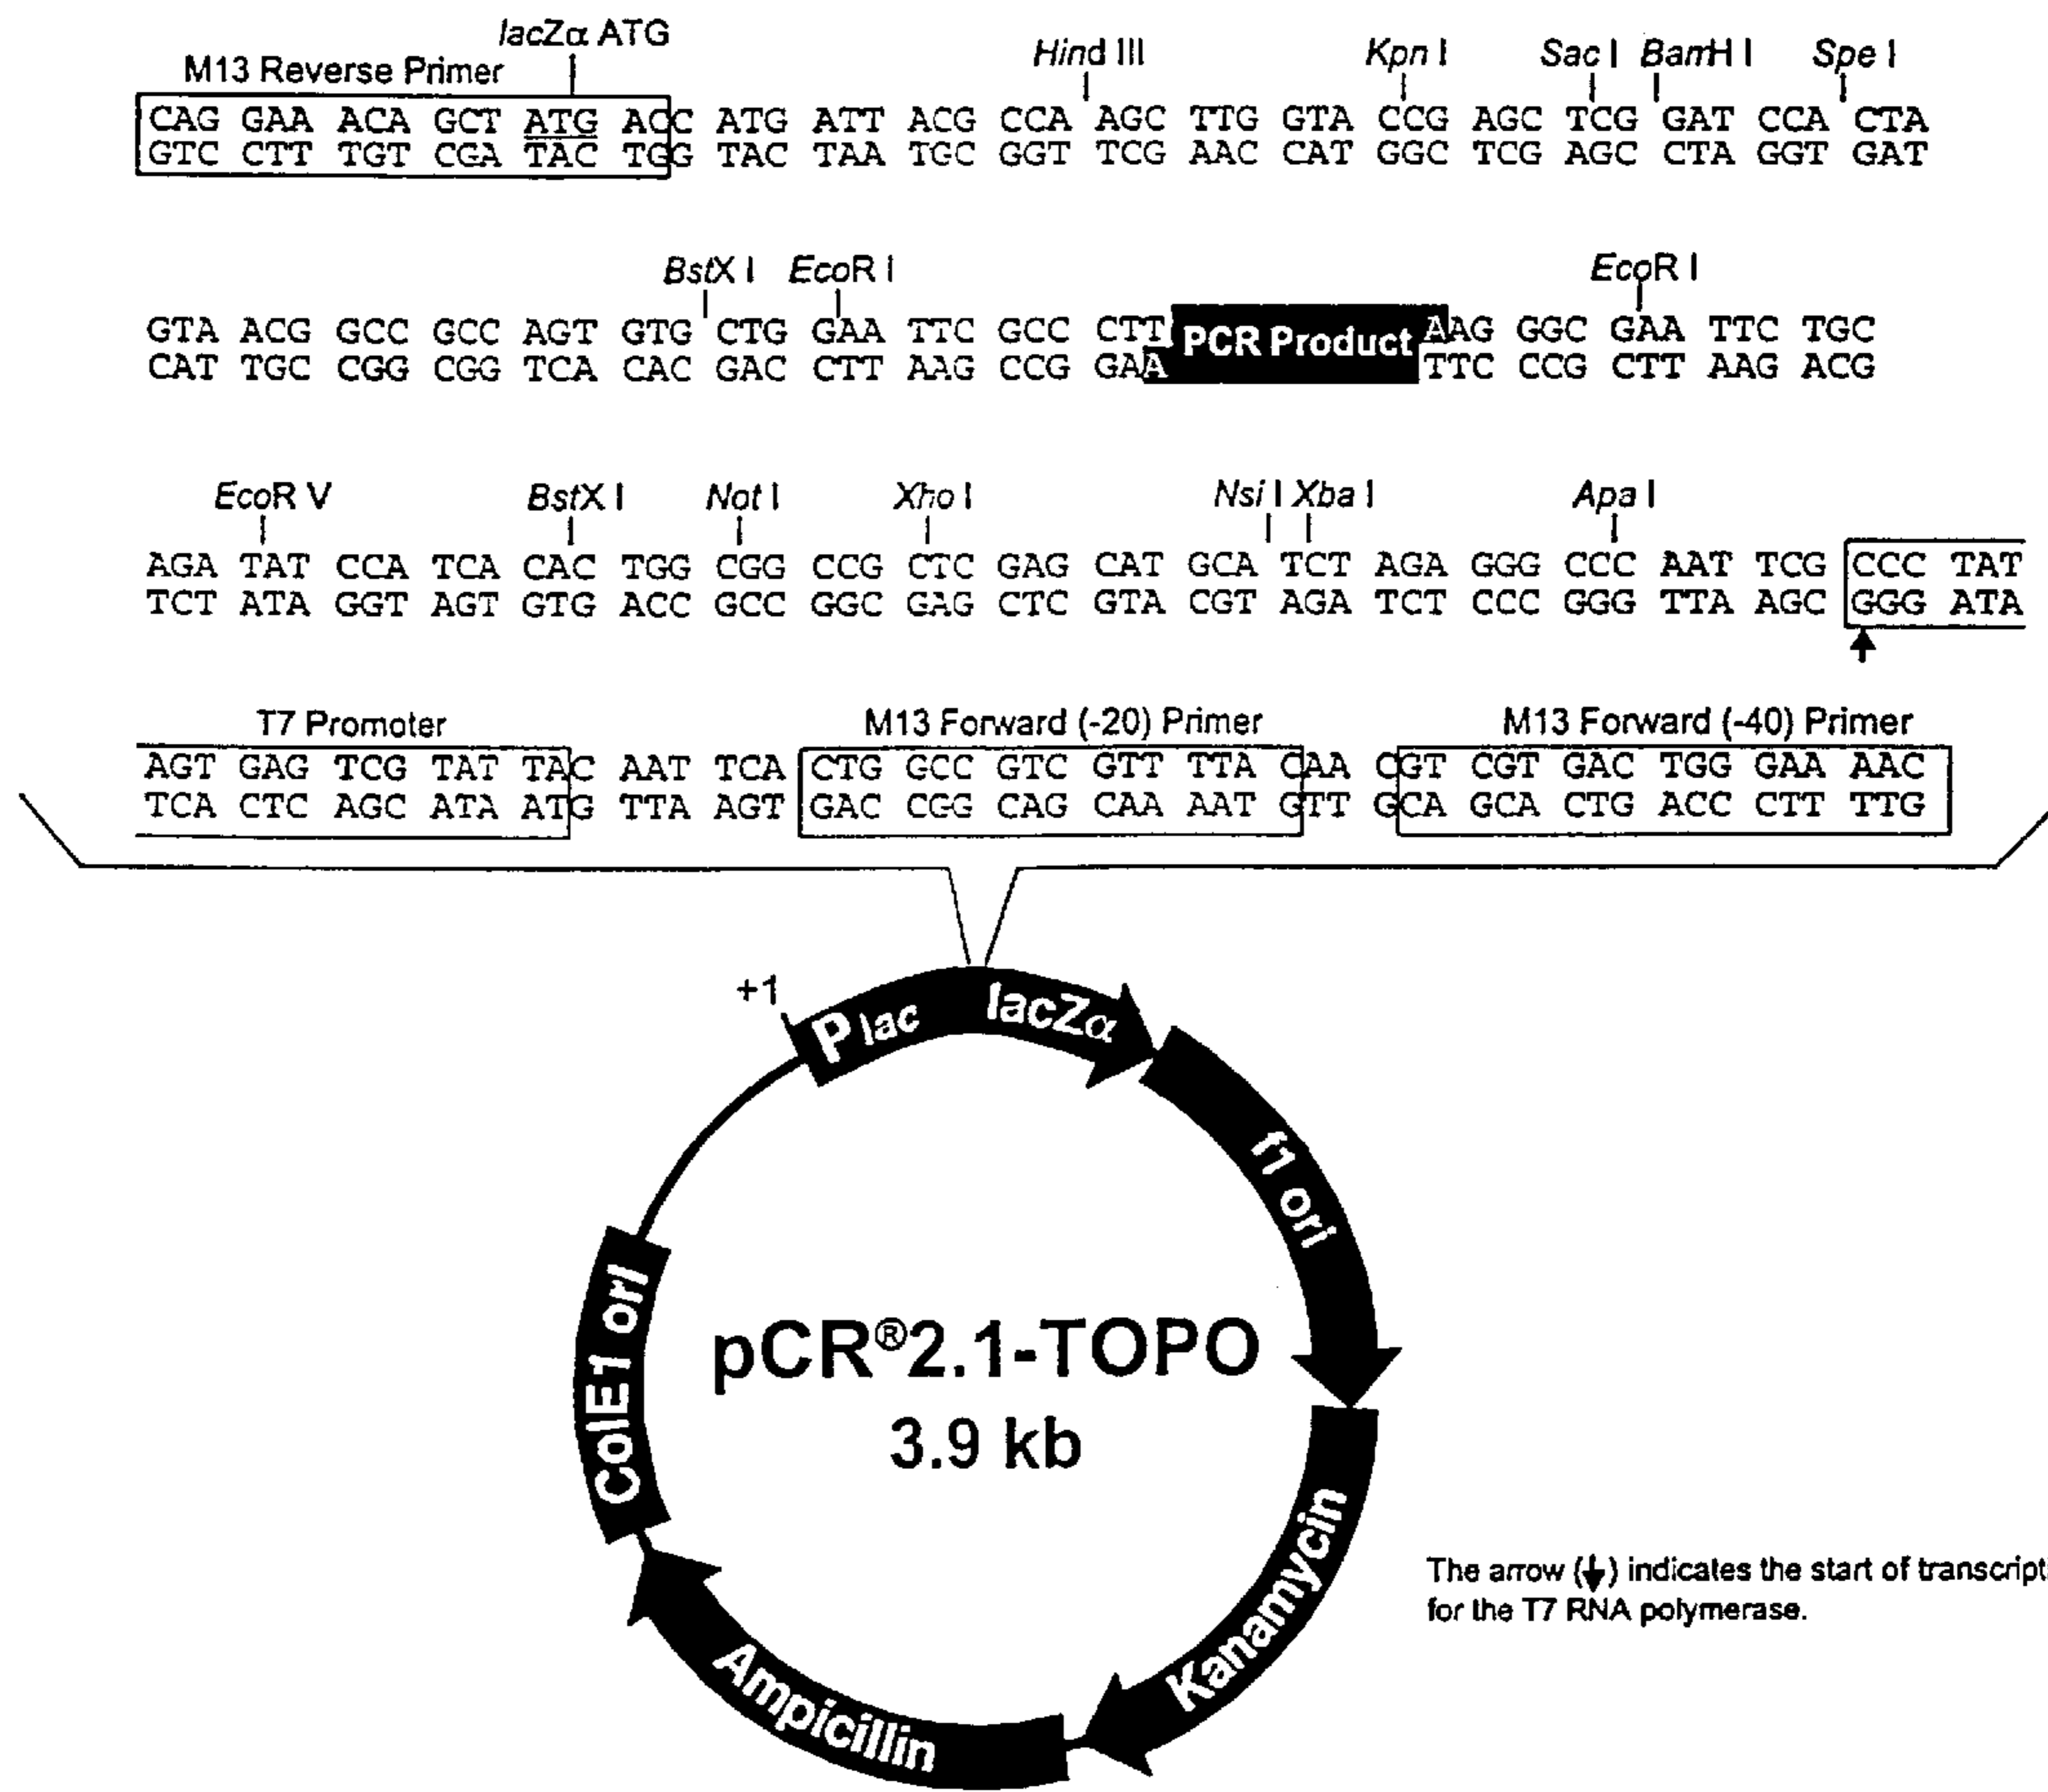 lacZα ATG
M13 Reverse Primer
Hind III Kpn I Sac I BamH I Spe I
CAG GAA ACA GCT ATG ACC ATG ATT ACG CCA AGC TTG GTA CCG AGC TCG GAT CCA CTA
GTC CTT TGT CGA TAC TGG TAC TAA TGC GGT TCG AAC CAT GGC TCG AGC CTA GGT GAT
BstX I EcoR I EcoR I
GTA ACG GCC GCC AGT GTG CTG GAA TTC GCC CTT PCR Product AAG GGC GAA TTC TGC
CAT TGC CGG CGG TCA CAC GAC CTT AAG CCG GAA TTC CCG CTT AAG ACG
EcoR V BstX I Not I Xho I Nsi I Xba I Apa I
AGA TAT CCA TCA CAC TGG CGG CCG CTC GAG CAT GCA TCT AGA GGG CCC AAT TCG CCC TAT
TCT ATA GGT AGT GTG ACC GCC GGC GAG CTC GTA CGT AGA TCT CCC GGG TTA AGC GGG ATA
T7 Promoter M13 Forward (-20) Primer M13 Forward (-40) Primer
AGT GAG TCG TAT TAC AAT TCA CTG GCC GTC GTT TTA CAA CGT CGT GAC TGG GAA AAC
TCA CTC AGC ATA ATG TTA AGT GAC CGG CAG CAA AAT GTT GCA GCA CTG ACC CTT TTG
+1
Plac lacZα
f1 ori
Kanamycin
Ampicillin
ColE1 ori
pCR®2.1-TOPO
3.9 kb
The arrow (↓) indicates the start of transcripti
for the T7 RNA polymerase.